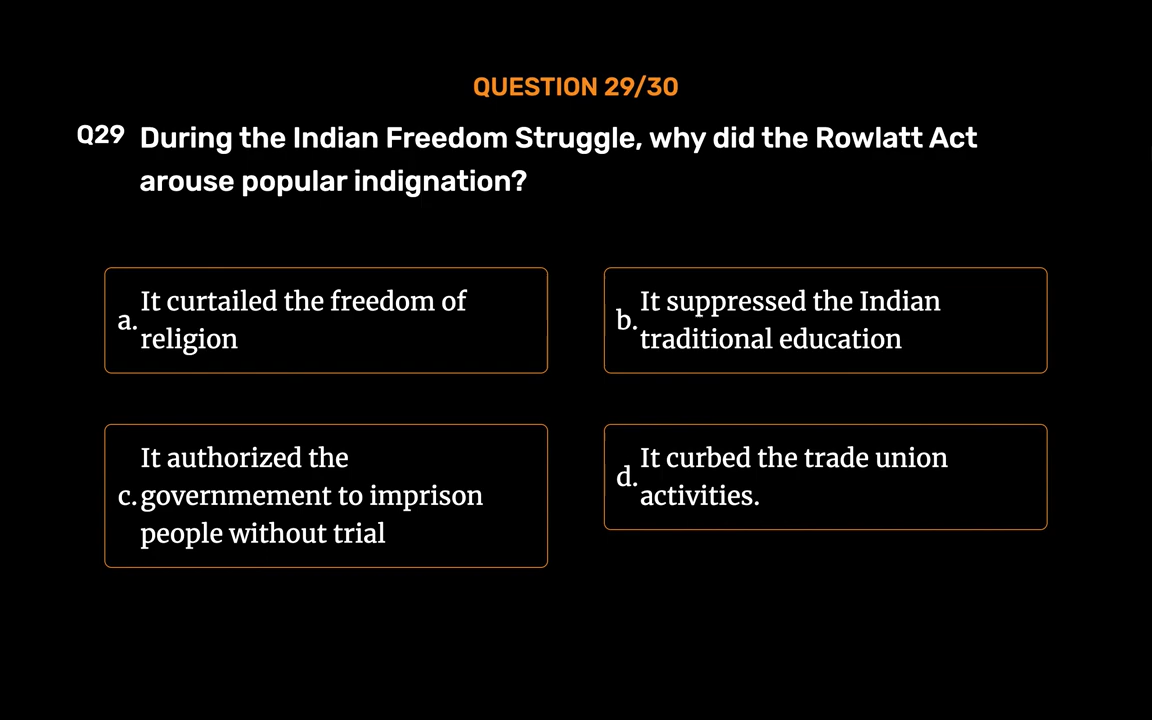 QUESTION 29/30
Q29 During the Indian Freedom Struggle, why did the Rowlatt Act
arouse popular indignation?
a. It curtailed the freedom of
religion
b. It suppressed the Indian
traditional education
It authorized the
c. governmement to imprison
people without trial
d. It curbed the trade union
activities.